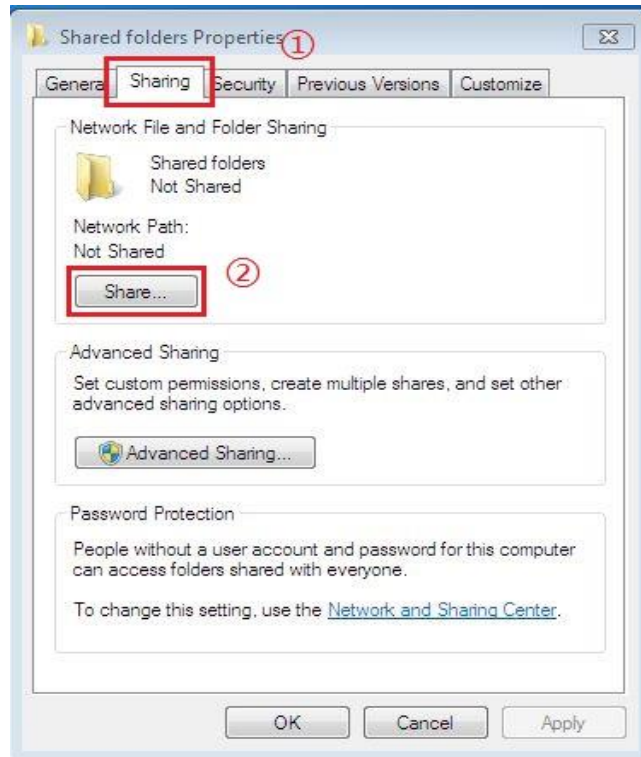 Shared folders Properties
①
General
Sharing
Security
Previous Versions
Customize
Network File and Folder Sharing
Shared folders
Not Shared
Network Path:
Not Shared
②
Share...
Advanced Sharing
Set custom permissions, create multiple shares, and set other
advanced sharing options.
Advanced Sharing...
Password Protection
People without a user account and password for this computer
can access folders shared with everyone.
To change this setting, use the Network and Sharing Center.
OK
Cancel
Apply